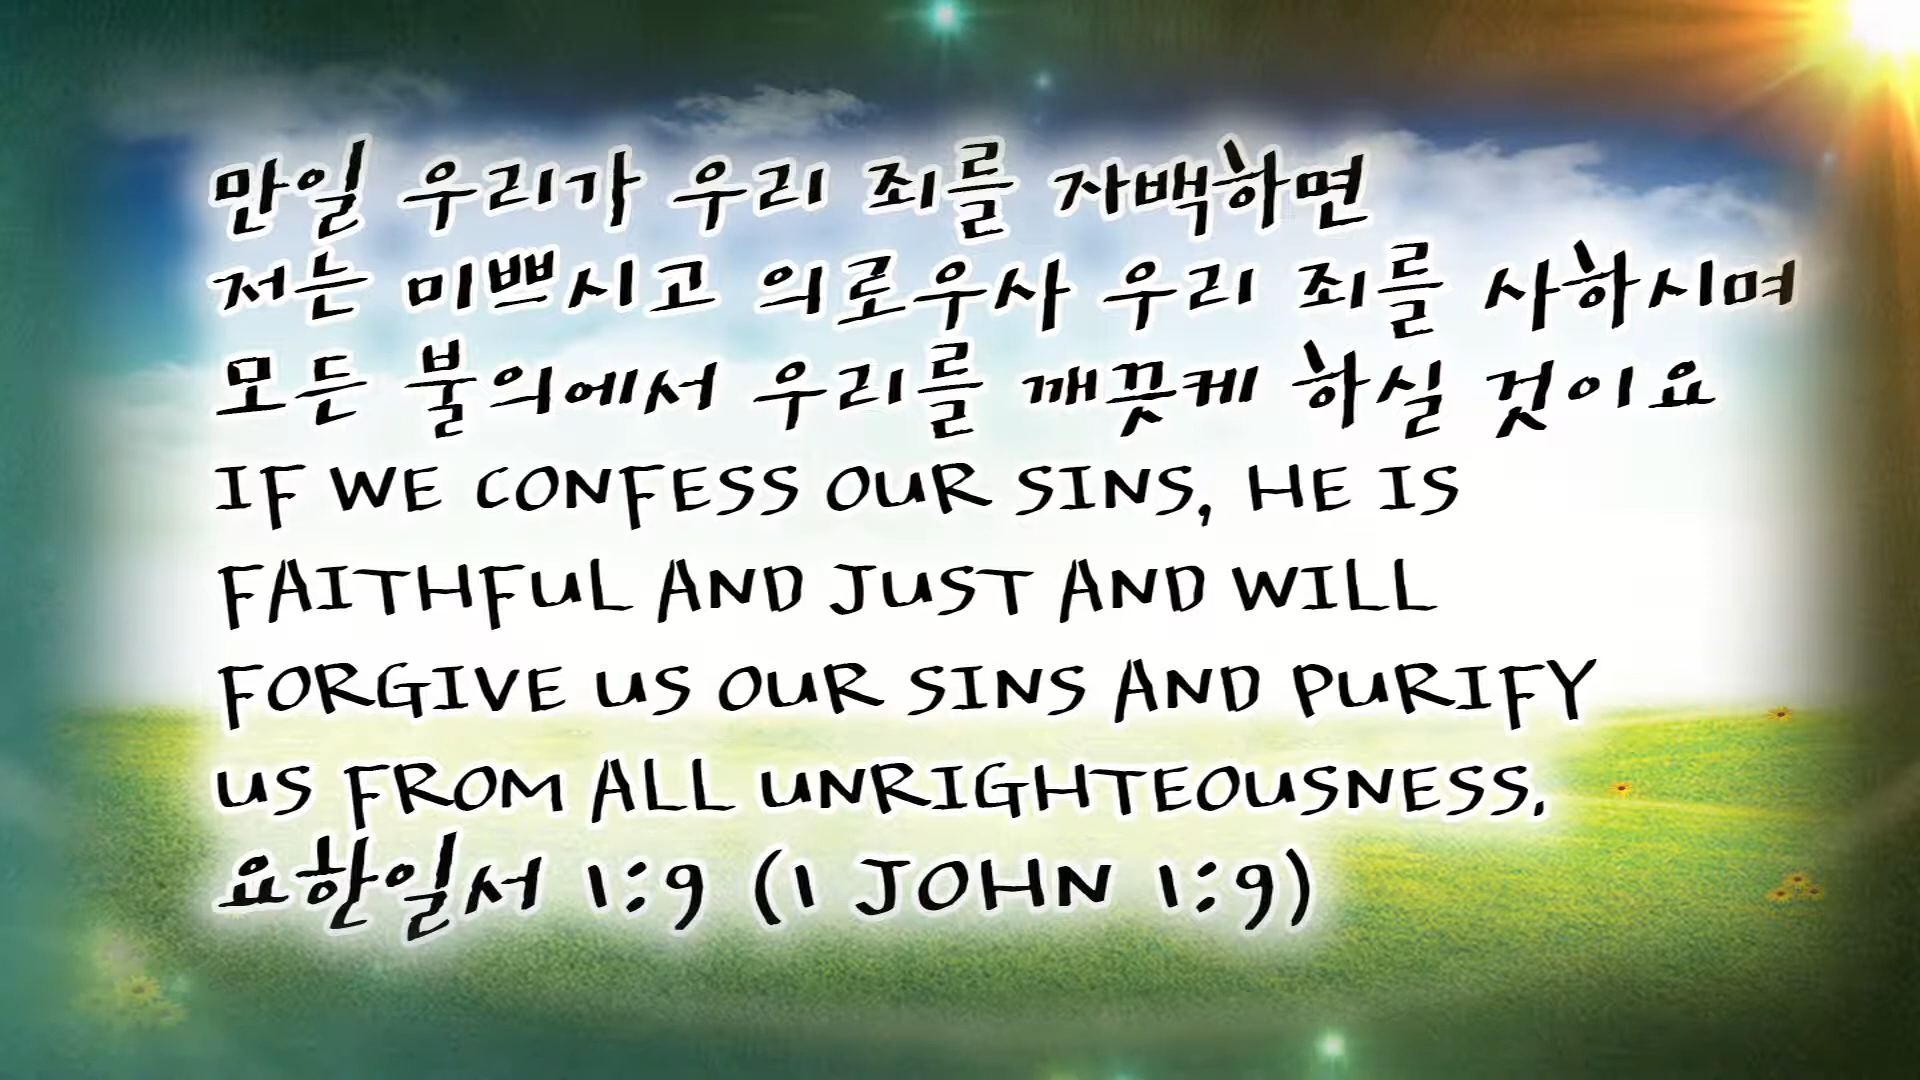 만일 우리가 우리 죄를 자백하면
저는 미쁘시고 의로우사 우리 죄를 사하시며
모든 불의에서 우리를 깨끗케 하실 것이요
IF WE CONFESS OUR SINS, HE IS
FAITHFUL AND JUST AND WILL
FORGIVE US OUR SINS AND PURIFY
US FROM ALL UNRIGHTEOUSNESS.
요한일서 1:9 (1 JOHN 1:9)